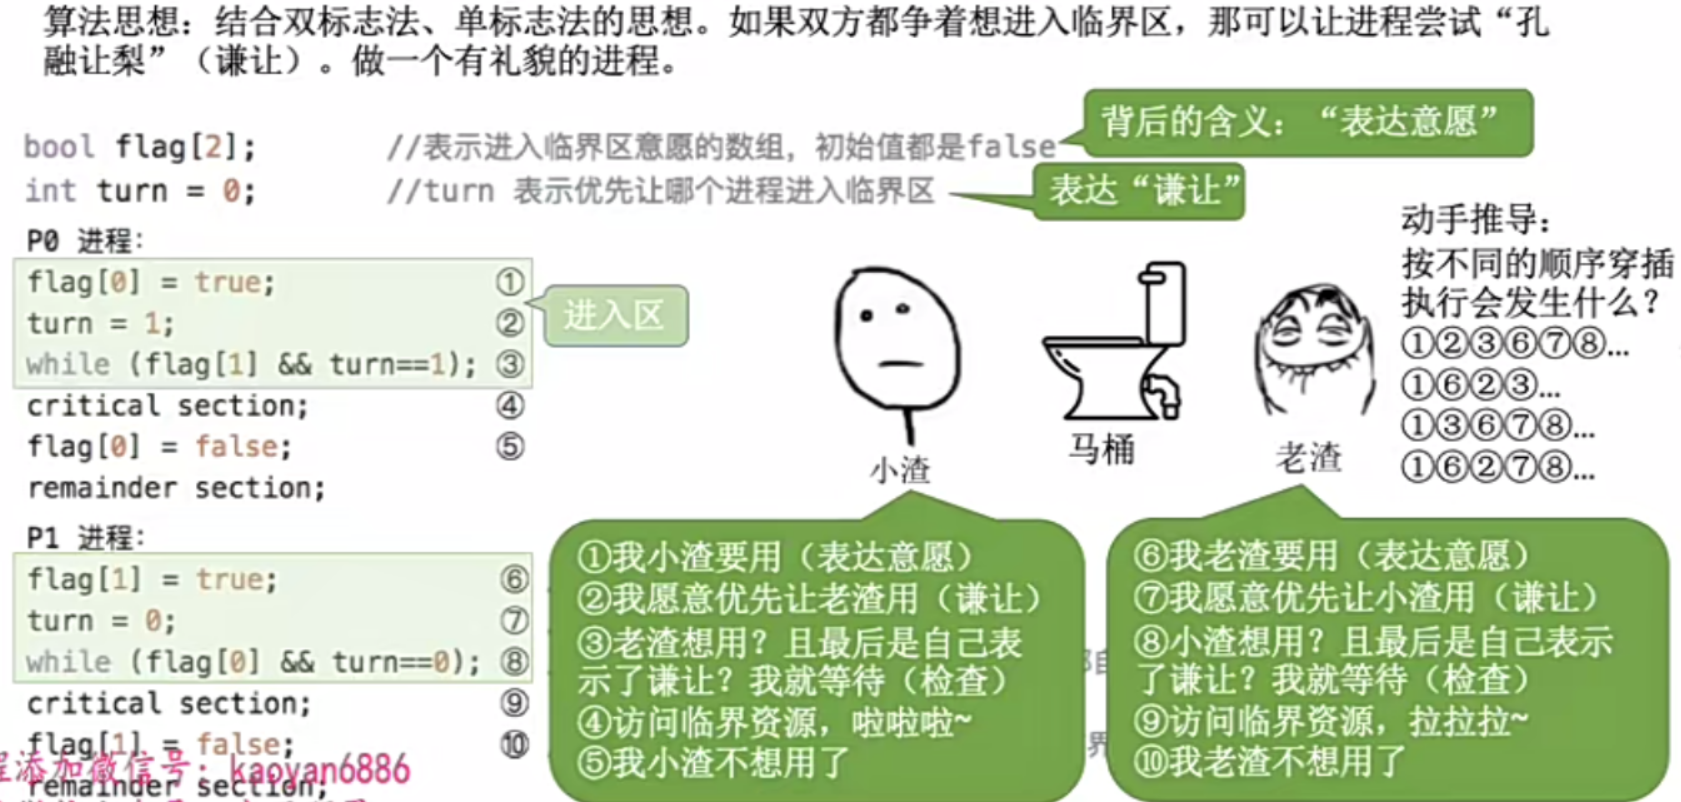 算法思想：结合双标志法、单标志法的思想。如果双方都争着想进入临界区，那可以让进程尝试“孔
融让梨”（谦让）。做一个有礼貌的进程。
背后的含义：“表达意愿”
bool flag[2]; //表示进入临界区意愿的数组，初始值都是false
int turn = 0; //turn 表示优先让哪个进程进入临界区
表达“谦让”
P0 进程：
flag[0] = true; ①
turn = 1; ②
while (flag[1] && turn==1); ③
critical section; ④
flag[0] = false; ⑤
remainder section;
进入区
P1 进程：
flag[1] = true; ⑥
turn = 0; ⑦
while (flag[0] && turn==0); ⑧
critical section; ⑨
flag[1] = false; ⑩
remainder section;
小渣
马桶
老渣
动手推导：
按不同的顺序穿插
执行会发生什么？
①②③⑥⑦⑧...
①⑥②③...
①③⑥⑦⑧...
①⑥②⑦⑧...
①我小渣要用（表达意愿）
②我愿意优先让老渣用（谦让）
③老渣想用？且最后是自己表
示了谦让？我就等待（检查）
④访问临界资源，啦啦啦~
⑤我小渣不想用了
⑥我老渣要用（表达意愿）
⑦我愿意优先让小渣用（谦让）
⑧小渣想用？且最后是自己表示
了谦让？我就等待（检查）
⑨访问临界资源，拉拉拉~
⑩我老渣不想用了
添加微信号：kaoyan6886